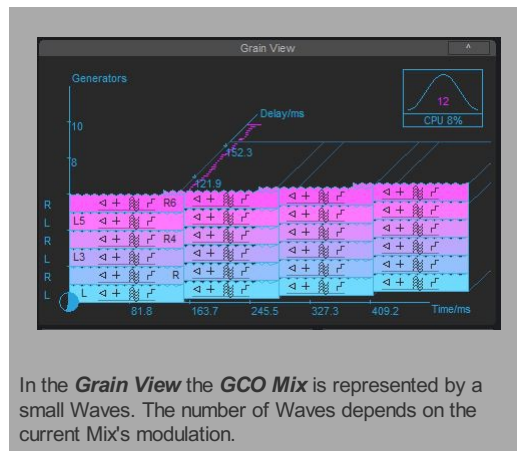 Grain View ^
Generators
12
CPU 8%
Delay/ms
10
152.3
8
121.9
R R6
L L5
R R4
L L3
R R
L L
81.8 163.7 245.5 327.3 409.2 Time/ms
In the Grain View the GCO Mix is represented by a
small Waves. The number of Waves depends on the
current Mix's modulation.